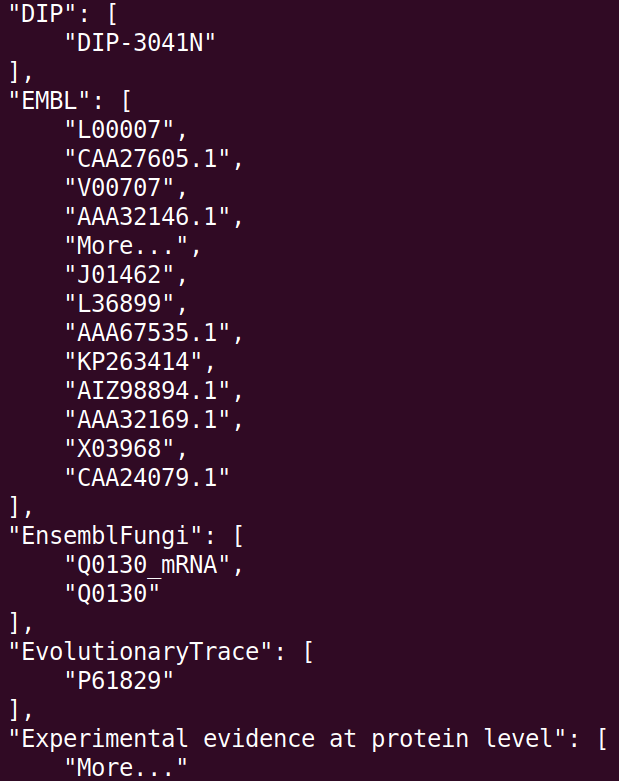 "DIP": [
    "DIP-3041N"
],
"EMBL": [
    "L00007",
    "CAA27605.1",
    "V00707",
    "AAA32146.1",
    "More...",
    "J01462",
    "L36899",
    "AAA67535.1",
    "KP263414",
    "AIZ98894.1",
    "AAA32169.1",
    "X03968",
    "CAA24079.1"
],
"EnsemblFungi": [
    "Q0130_mRNA",
    "Q0130"
],
"EvolutionaryTrace": [
    "P61829"
],
"Experimental evidence at protein level": [
    "More..."